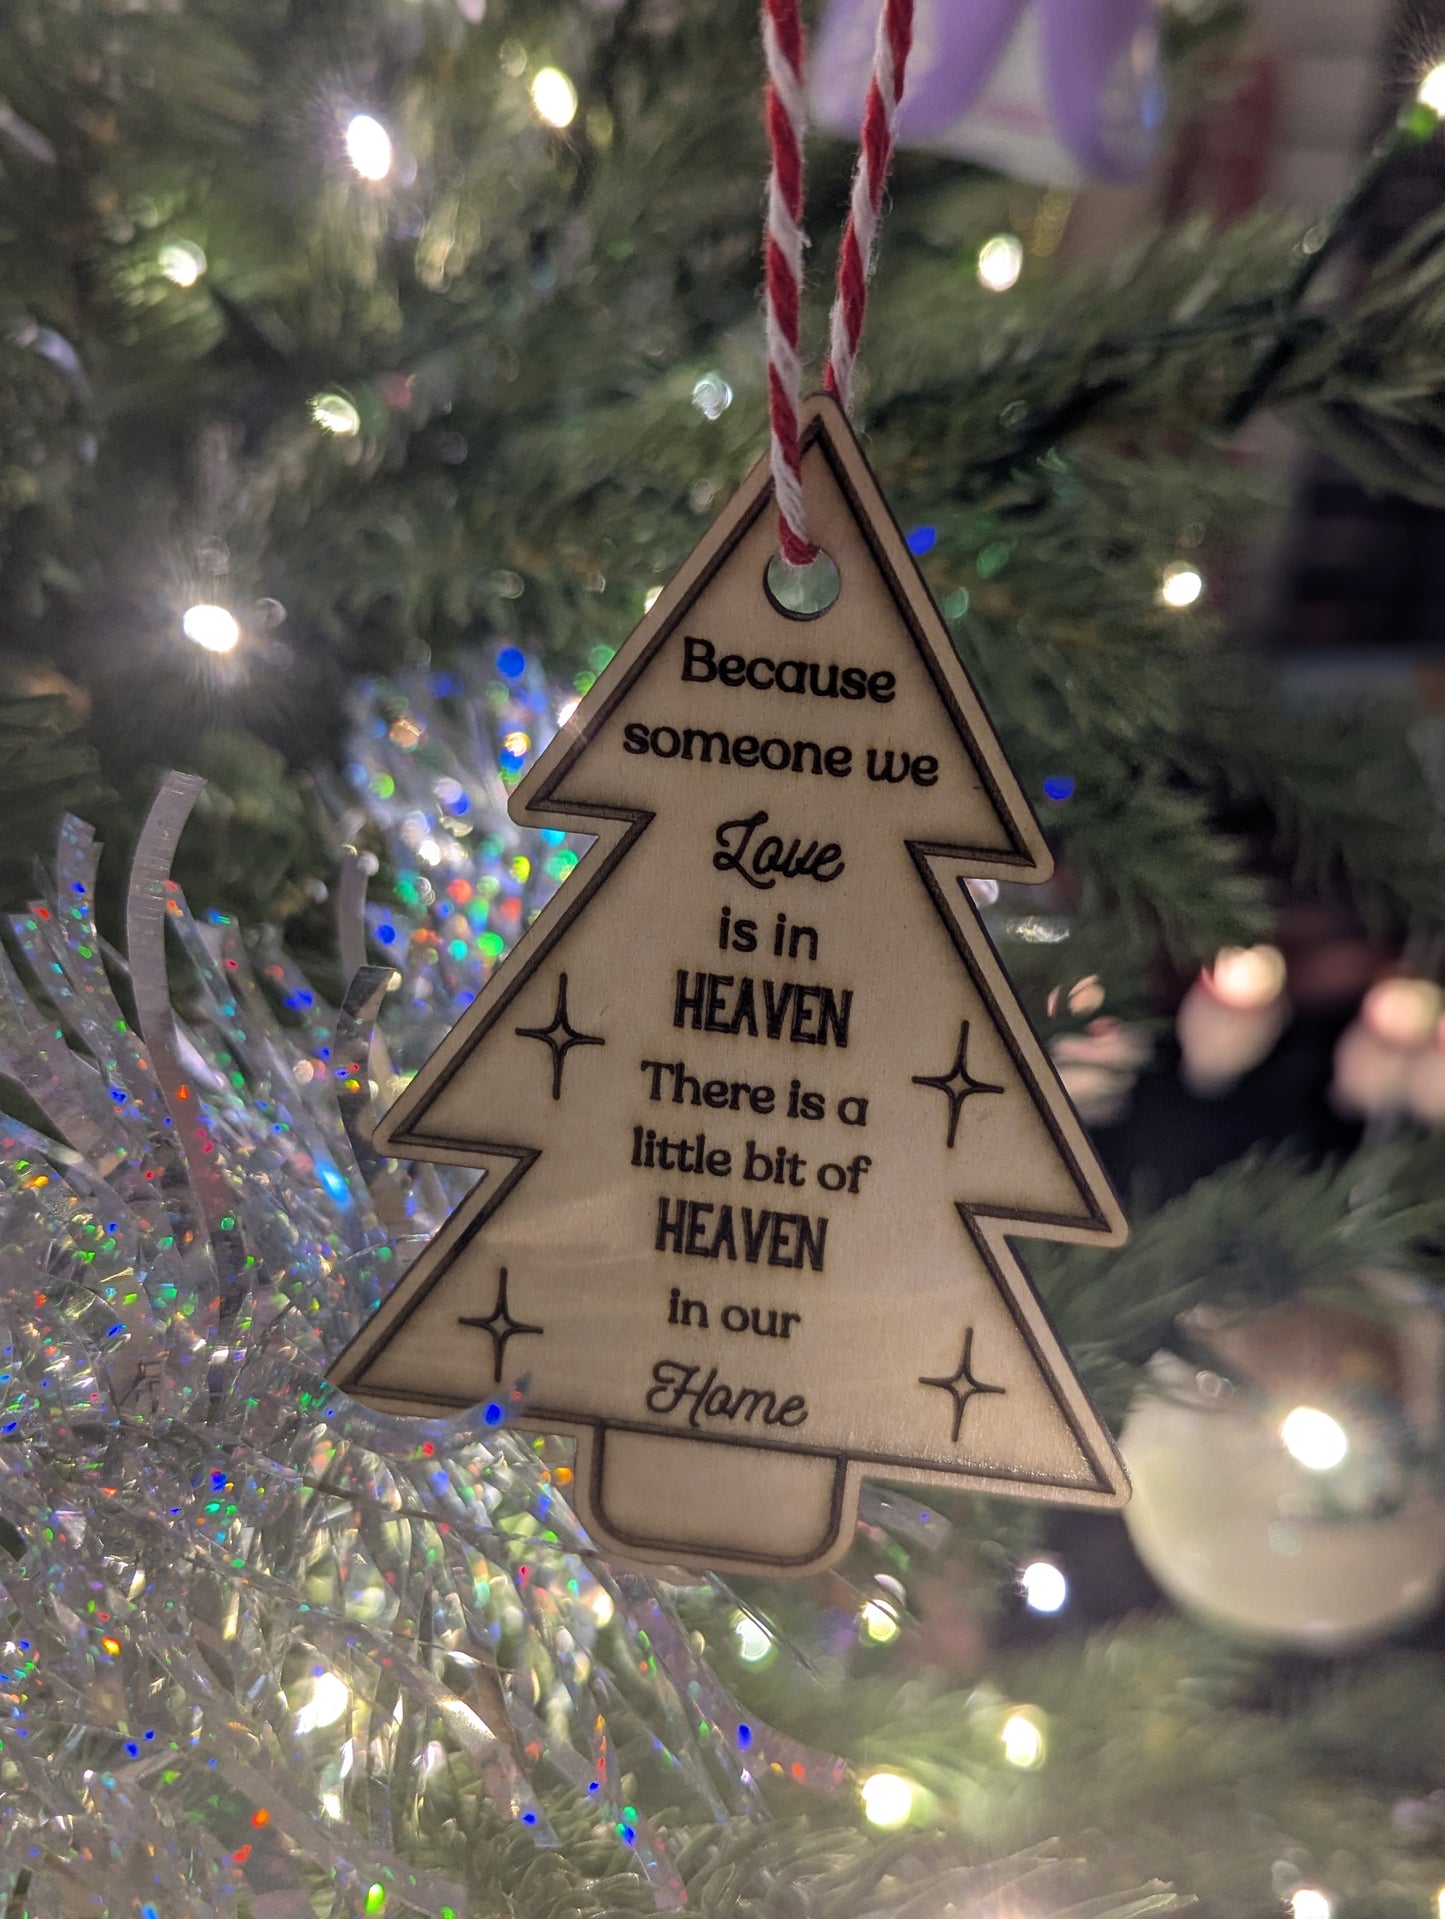 Because
someone we
Love
is in
HEAVEN
There is a
little bit of
HEAVEN
in our
Home